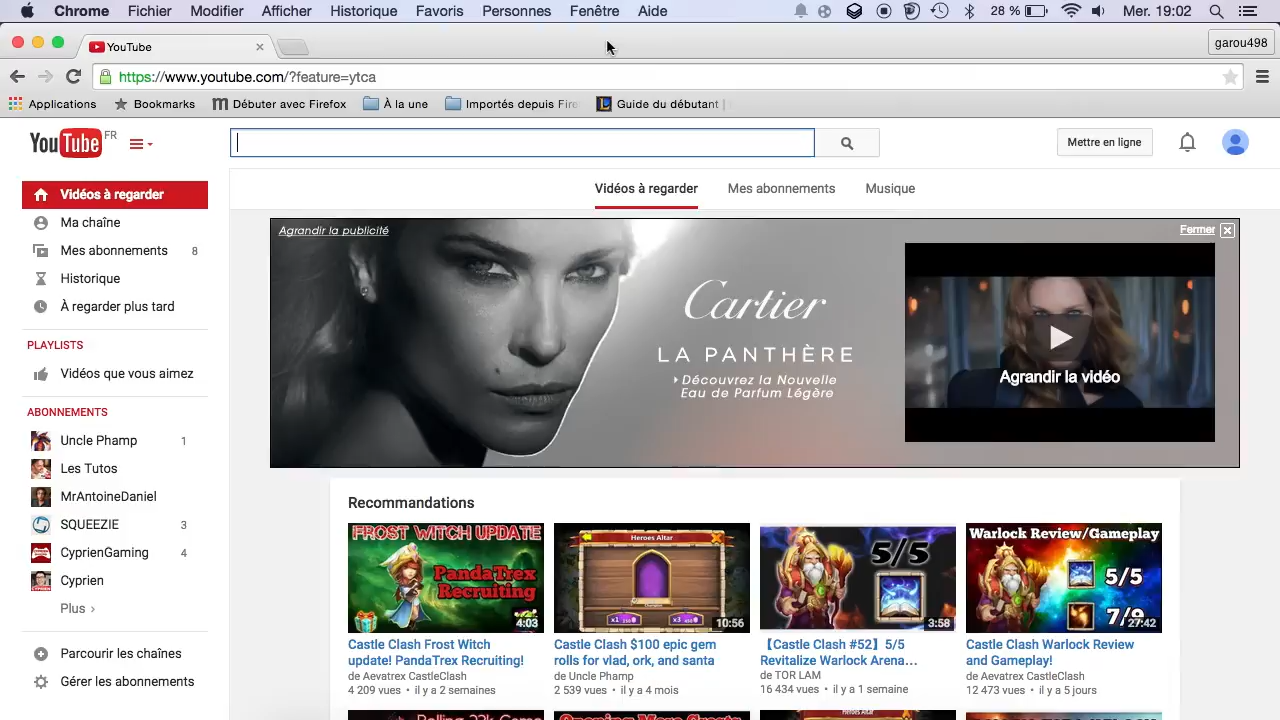 Chrome Fichier Modifier Afficher Historique Favoris Personnes Fenêtre Aide 28 % Mer. 19:02
YouTube garou498
https://www.youtube.com/?feature=ytca
Applications Bookmarks Débuter avec Firefox À la une Importés depuis Fire Guide du débutant
YouTube FR Mettre en ligne
Vidéos à regarder Mes abonnements Musique
Vidéos à regarder
Ma chaîne
Mes abonnements 8
Historique
À regarder plus tard
PLAYLISTS
Vidéos que vous aimez
ABONNEMENTS
Uncle Phamp 1
Les Tutos
MrAntoineDaniel
SQUEEZIE 3
CyprienGaming 4
Cyprien
Plus ›
Parcourir les chaînes
Gérer les abonnements
Agrandir la publicité Fermer
Cartier
LA PANTHÈRE
Découvrez la Nouvelle
Eau de Parfum Légère
Agrandir la vidéo
Recommandations
FROST WITCH UPDATE
PandaTrex
Recruiting
4:03
Castle Clash Frost Witch
update! PandaTrex Recruiting!
de Aevatrex CastleClash
4 209 vues • il y a 2 semaines
Heroes Altar
x1 x3
10:56
Castle Clash $100 epic gem
rolls for vlad, ork, and santa
de Uncle Phamp
2 539 vues • il y a 4 mois
5/5
3:58
【Castle Clash #52】5/5
Revitalize Warlock Arena...
de TOR LAM
16 434 vues • il y a 1 semaine
Warlock Review/Gameplay
5/5
7/9
27:42
Castle Clash Warlock Review
and Gameplay!
de Aevatrex CastleClash
12 473 vues • il y a 5 jours
Heroes Altar